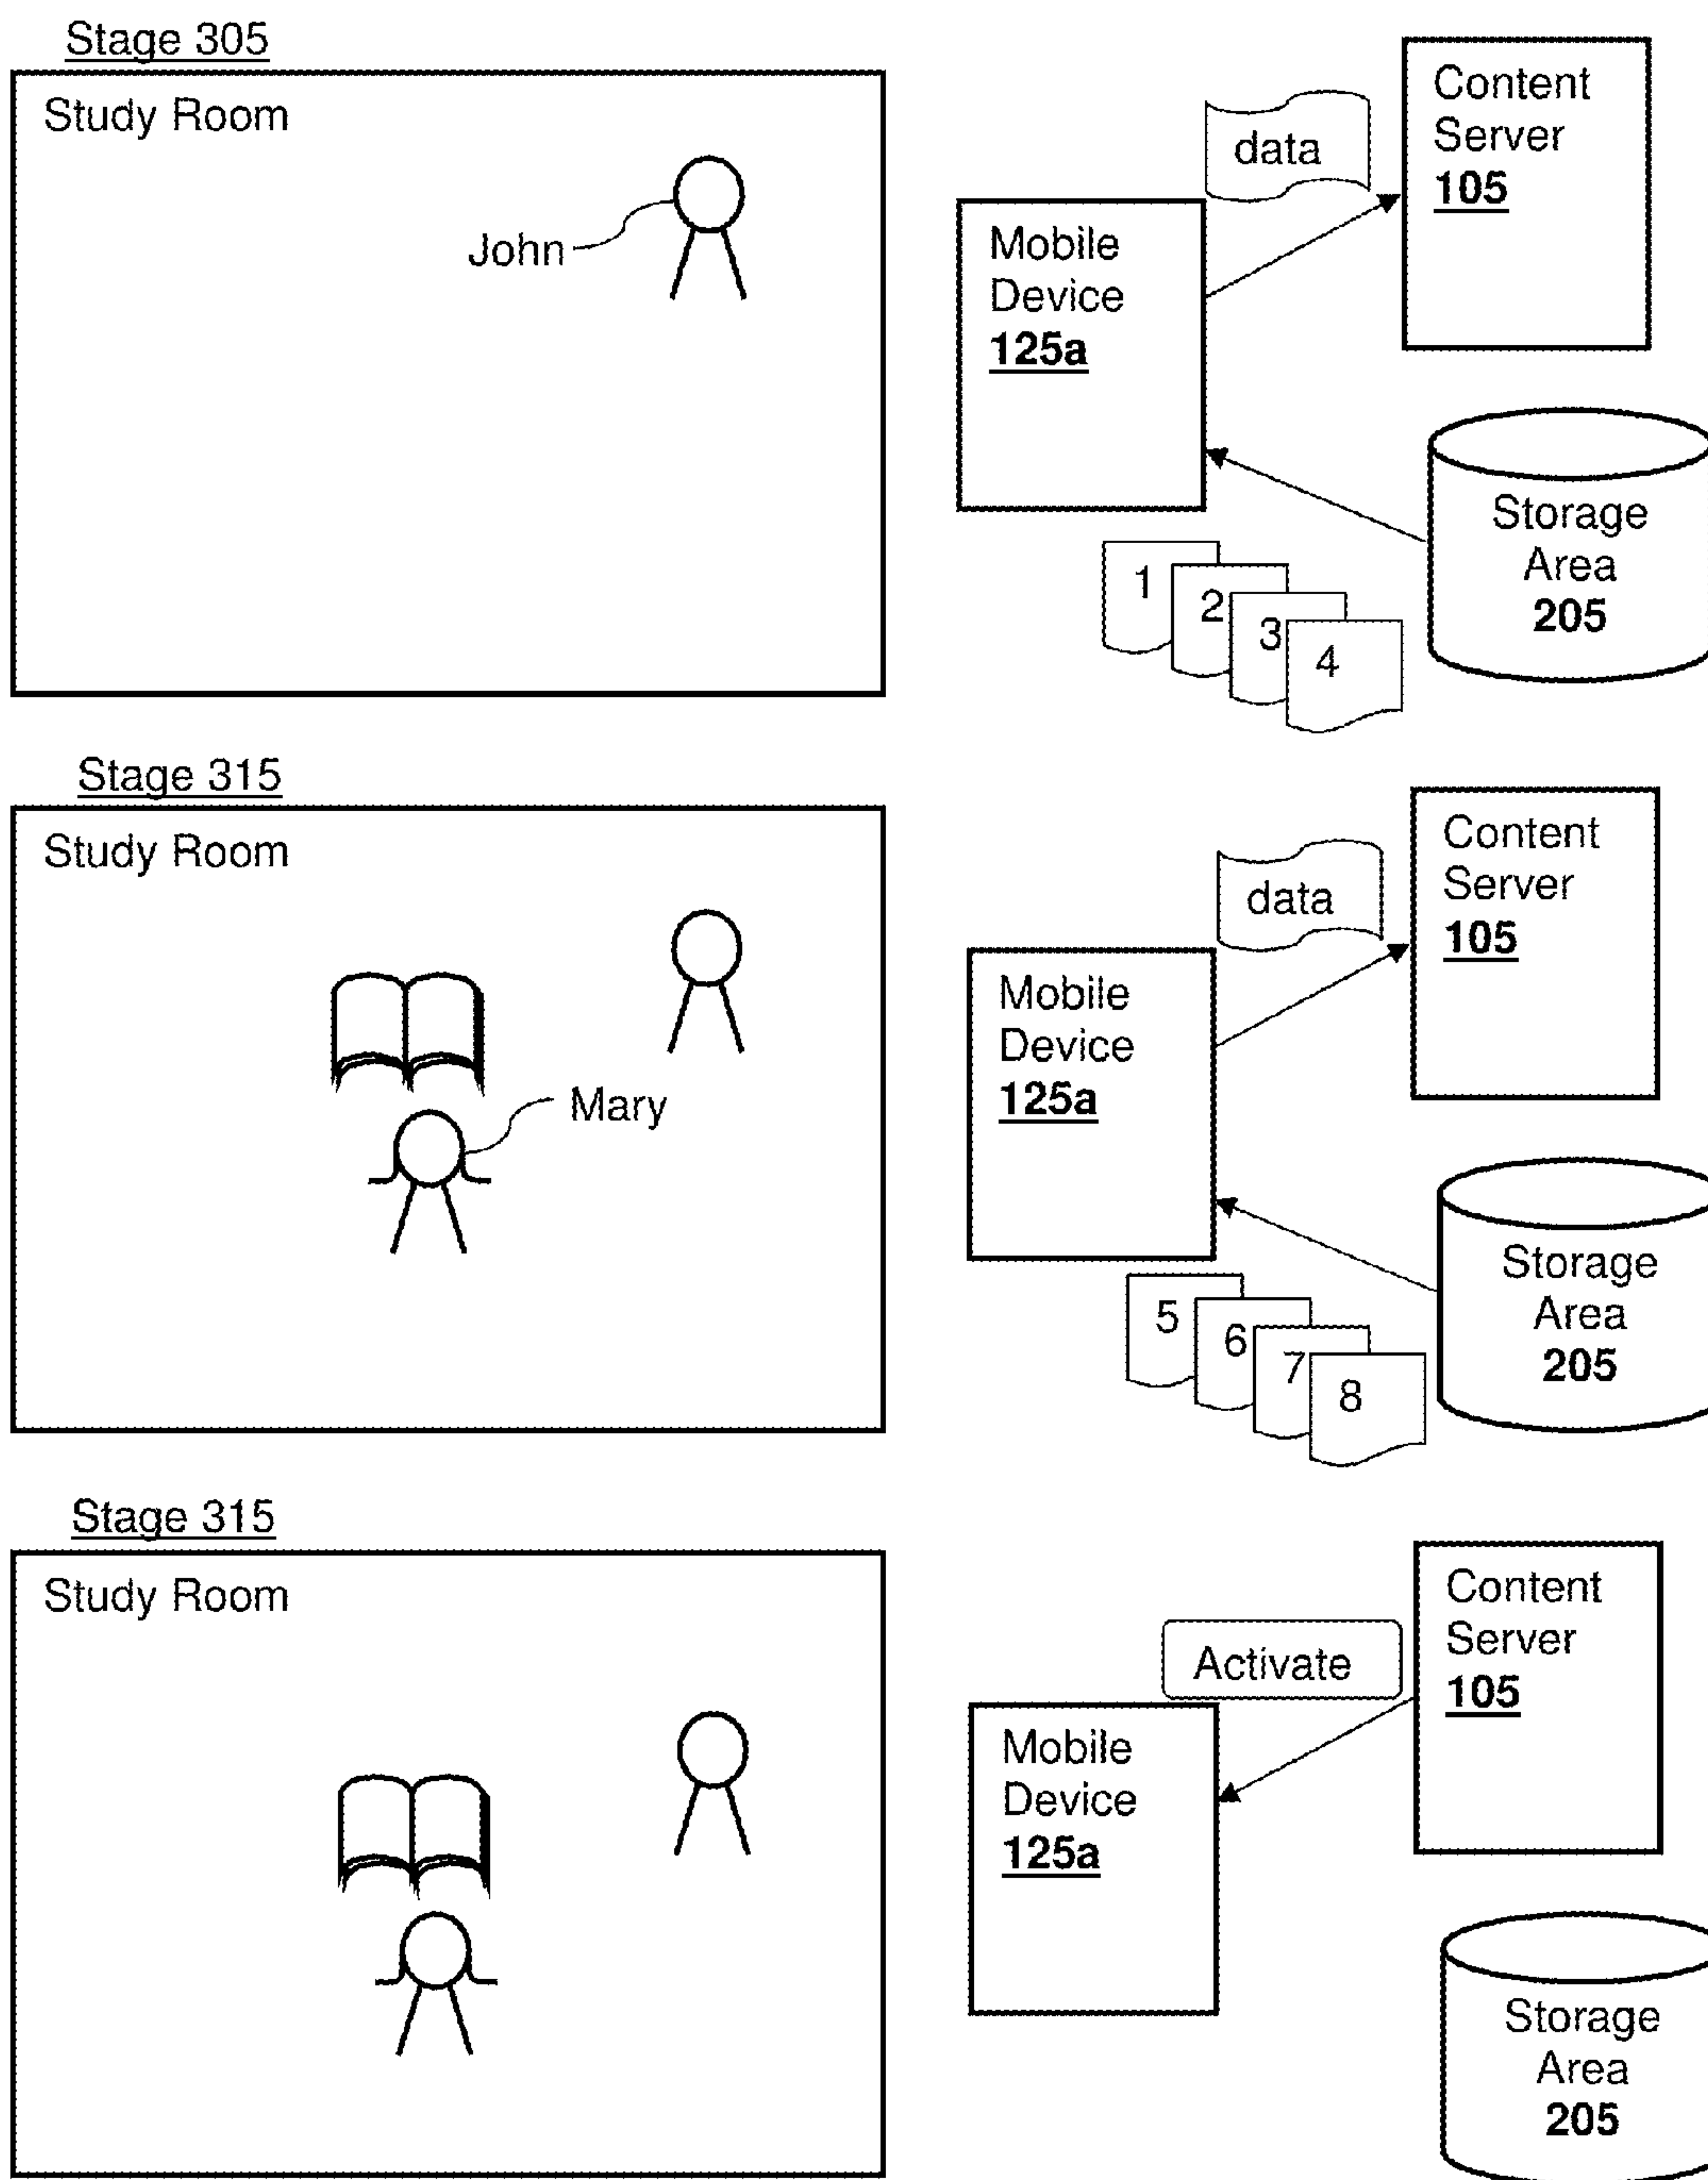 Stage 305
Study Room
John
data
Content
Server
105
Mobile
Device
125a
Storage
Area
205
1
2
3
4
Stage 315
Study Room
Mary
data
Content
Server
105
Mobile
Device
125a
Storage
Area
205
5
6
7
8
Stage 315
Study Room
Activate
Content
Server
105
Mobile
Device
125a
Storage
Area
205